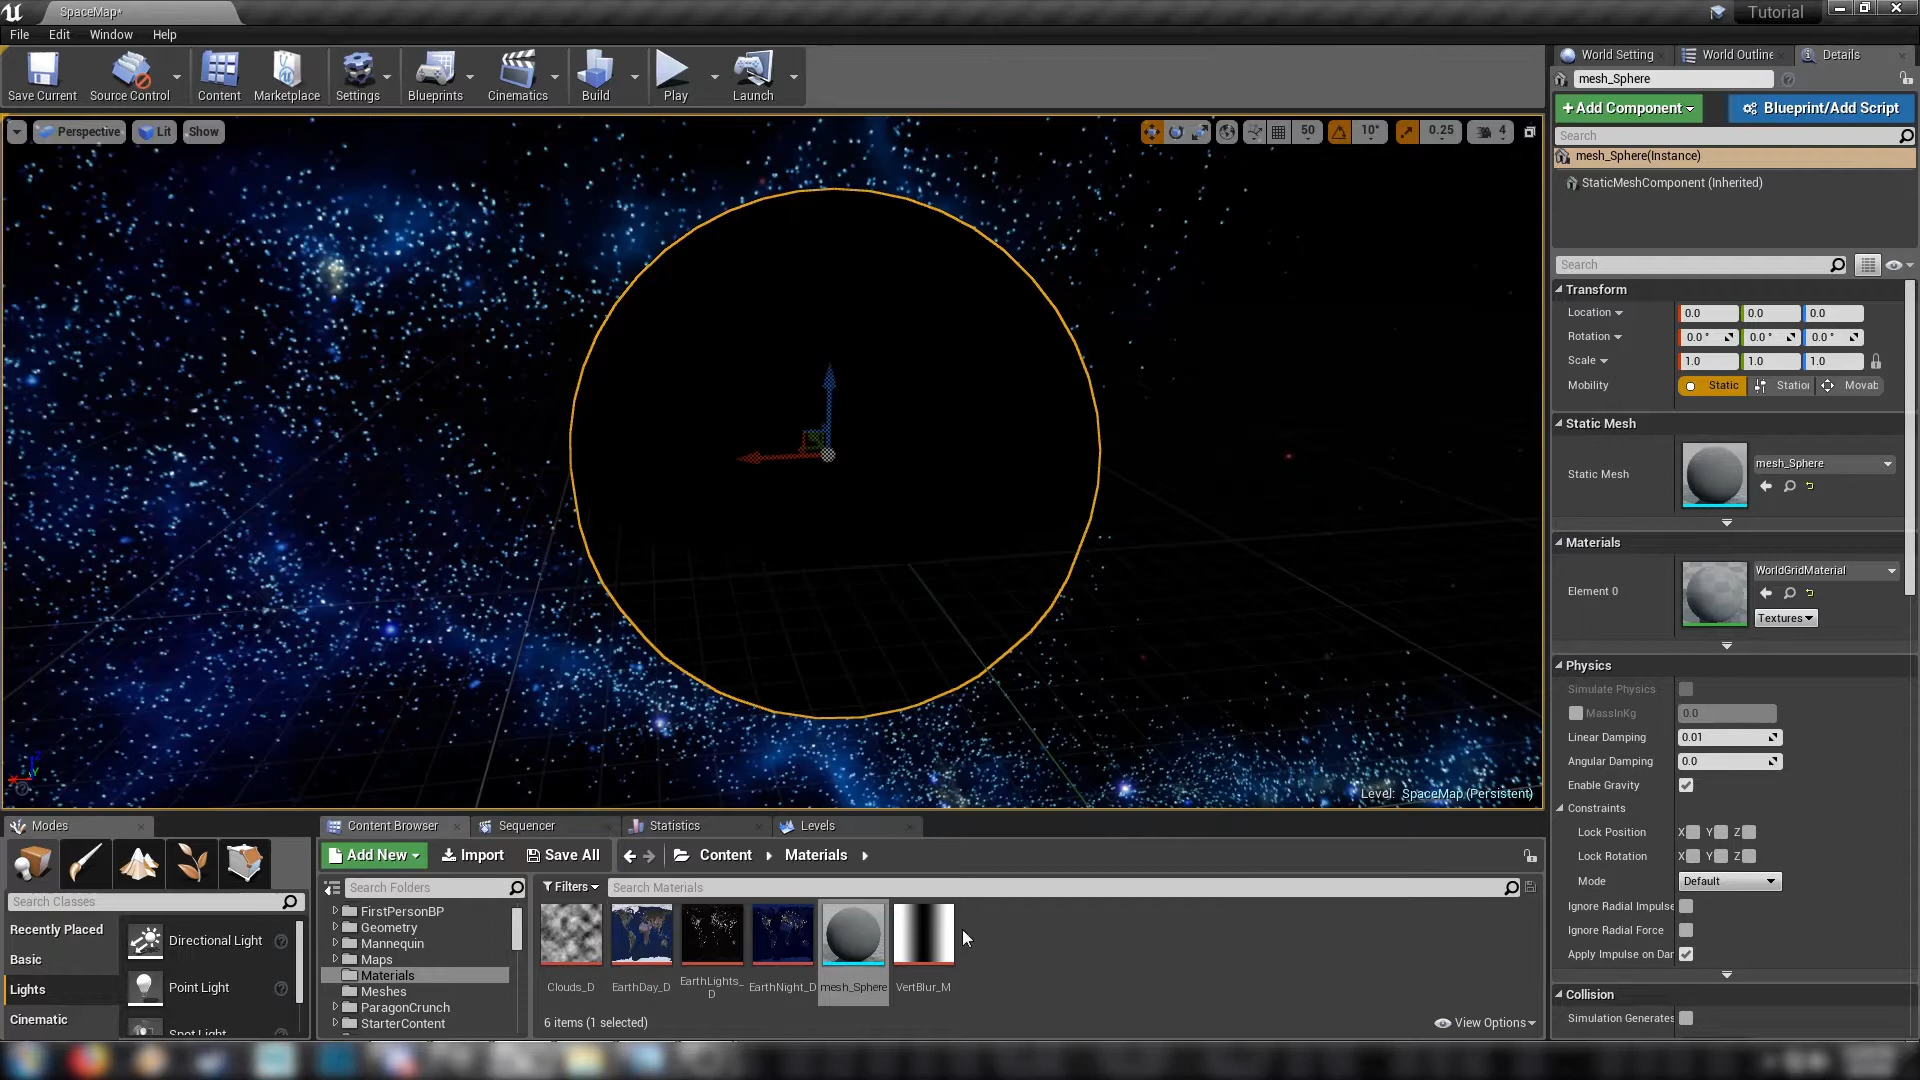 SpaceMap*
Tutorial
File Edit Window Help
Save Current
Source Control
Content
Marketplace
Settings
Blueprints
Cinematics
Build
Play
Launch
World Setting
World Outline
Details
mesh_Sphere
+Add Component
Blueprint/Add Script
Search
mesh_Sphere(Instance)
StaticMeshComponent (Inherited)
Perspective
Lit
Show
50
10°
0.25
4
Search
Transform
Location 0.0 0.0 0.0
Rotation 0.0 ° 0.0 ° 0.0 °
Scale 1.0 1.0 1.0
Mobility Static Station Movab
Static Mesh
Static Mesh
mesh_Sphere
Materials
Element 0
WorldGridMaterial
Textures
Physics
Simulate Physics
MassInKg 0.0
Linear Damping 0.01
Angular Damping 0.0
Enable Gravity
Constraints
Lock Position X Y Z
Lock Rotation X Y Z
Mode Default
Ignore Radial Impulse
Ignore Radial Force
Apply Impulse on Dar
Collision
Simulation Generates
Level: SpaceMap (Persistent)
Modes
Search Classes
Recently Placed
Basic
Lights
Cinematic
Directional Light
Point Light
Spot Light
Content Browser
Sequencer
Statistics
Levels
Add New
Import
Save All
Content
Materials
Search Folders
Filters
Search Materials
FirstPersonBP
Geometry
Mannequin
Maps
Materials
Meshes
ParagonCrunch
StarterContent
Clouds_D
EarthDay_D
EarthLights_
D
EarthNight_D
mesh_Sphere
VertBlur_M
6 items (1 selected)
View Options